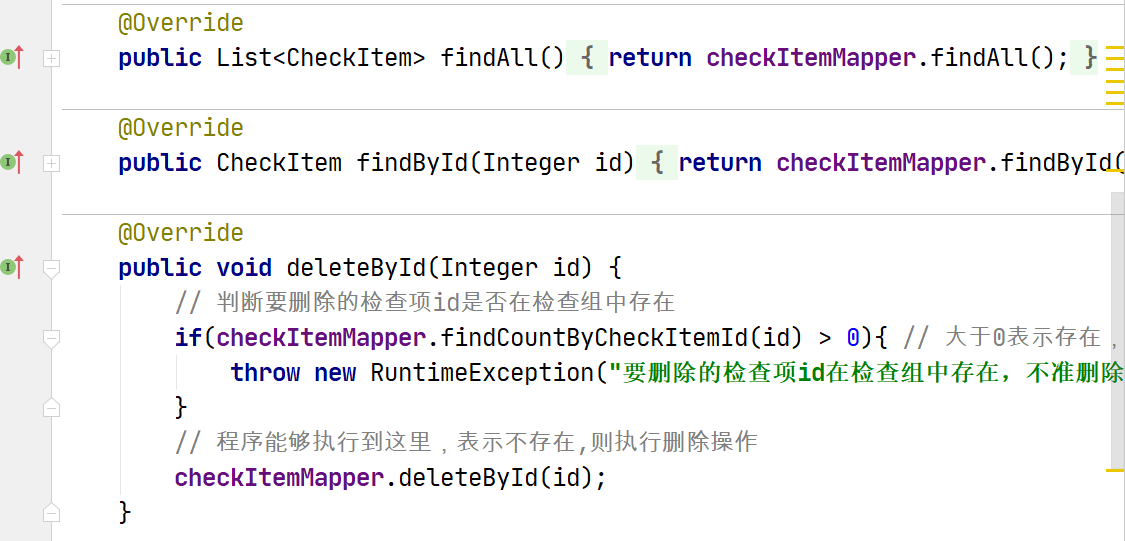 @Override
public List<CheckItem> findAll() { return checkItemMapper.findAll(); }
@Override
public CheckItem findById(Integer id) { return checkItemMapper.findById(
@Override
public void deleteById(Integer id) {
// 判断要删除的检查项id是否在检查组中存在
if(checkItemMapper.findCountByCheckItemId(id) > 0){ // 大于0表示存在，
throw new RuntimeException("要删除的检查项id在检查组中存在，不准删除
}
// 程序能够执行到这里，表示不存在,则执行删除操作
checkItemMapper.deleteById(id);
}